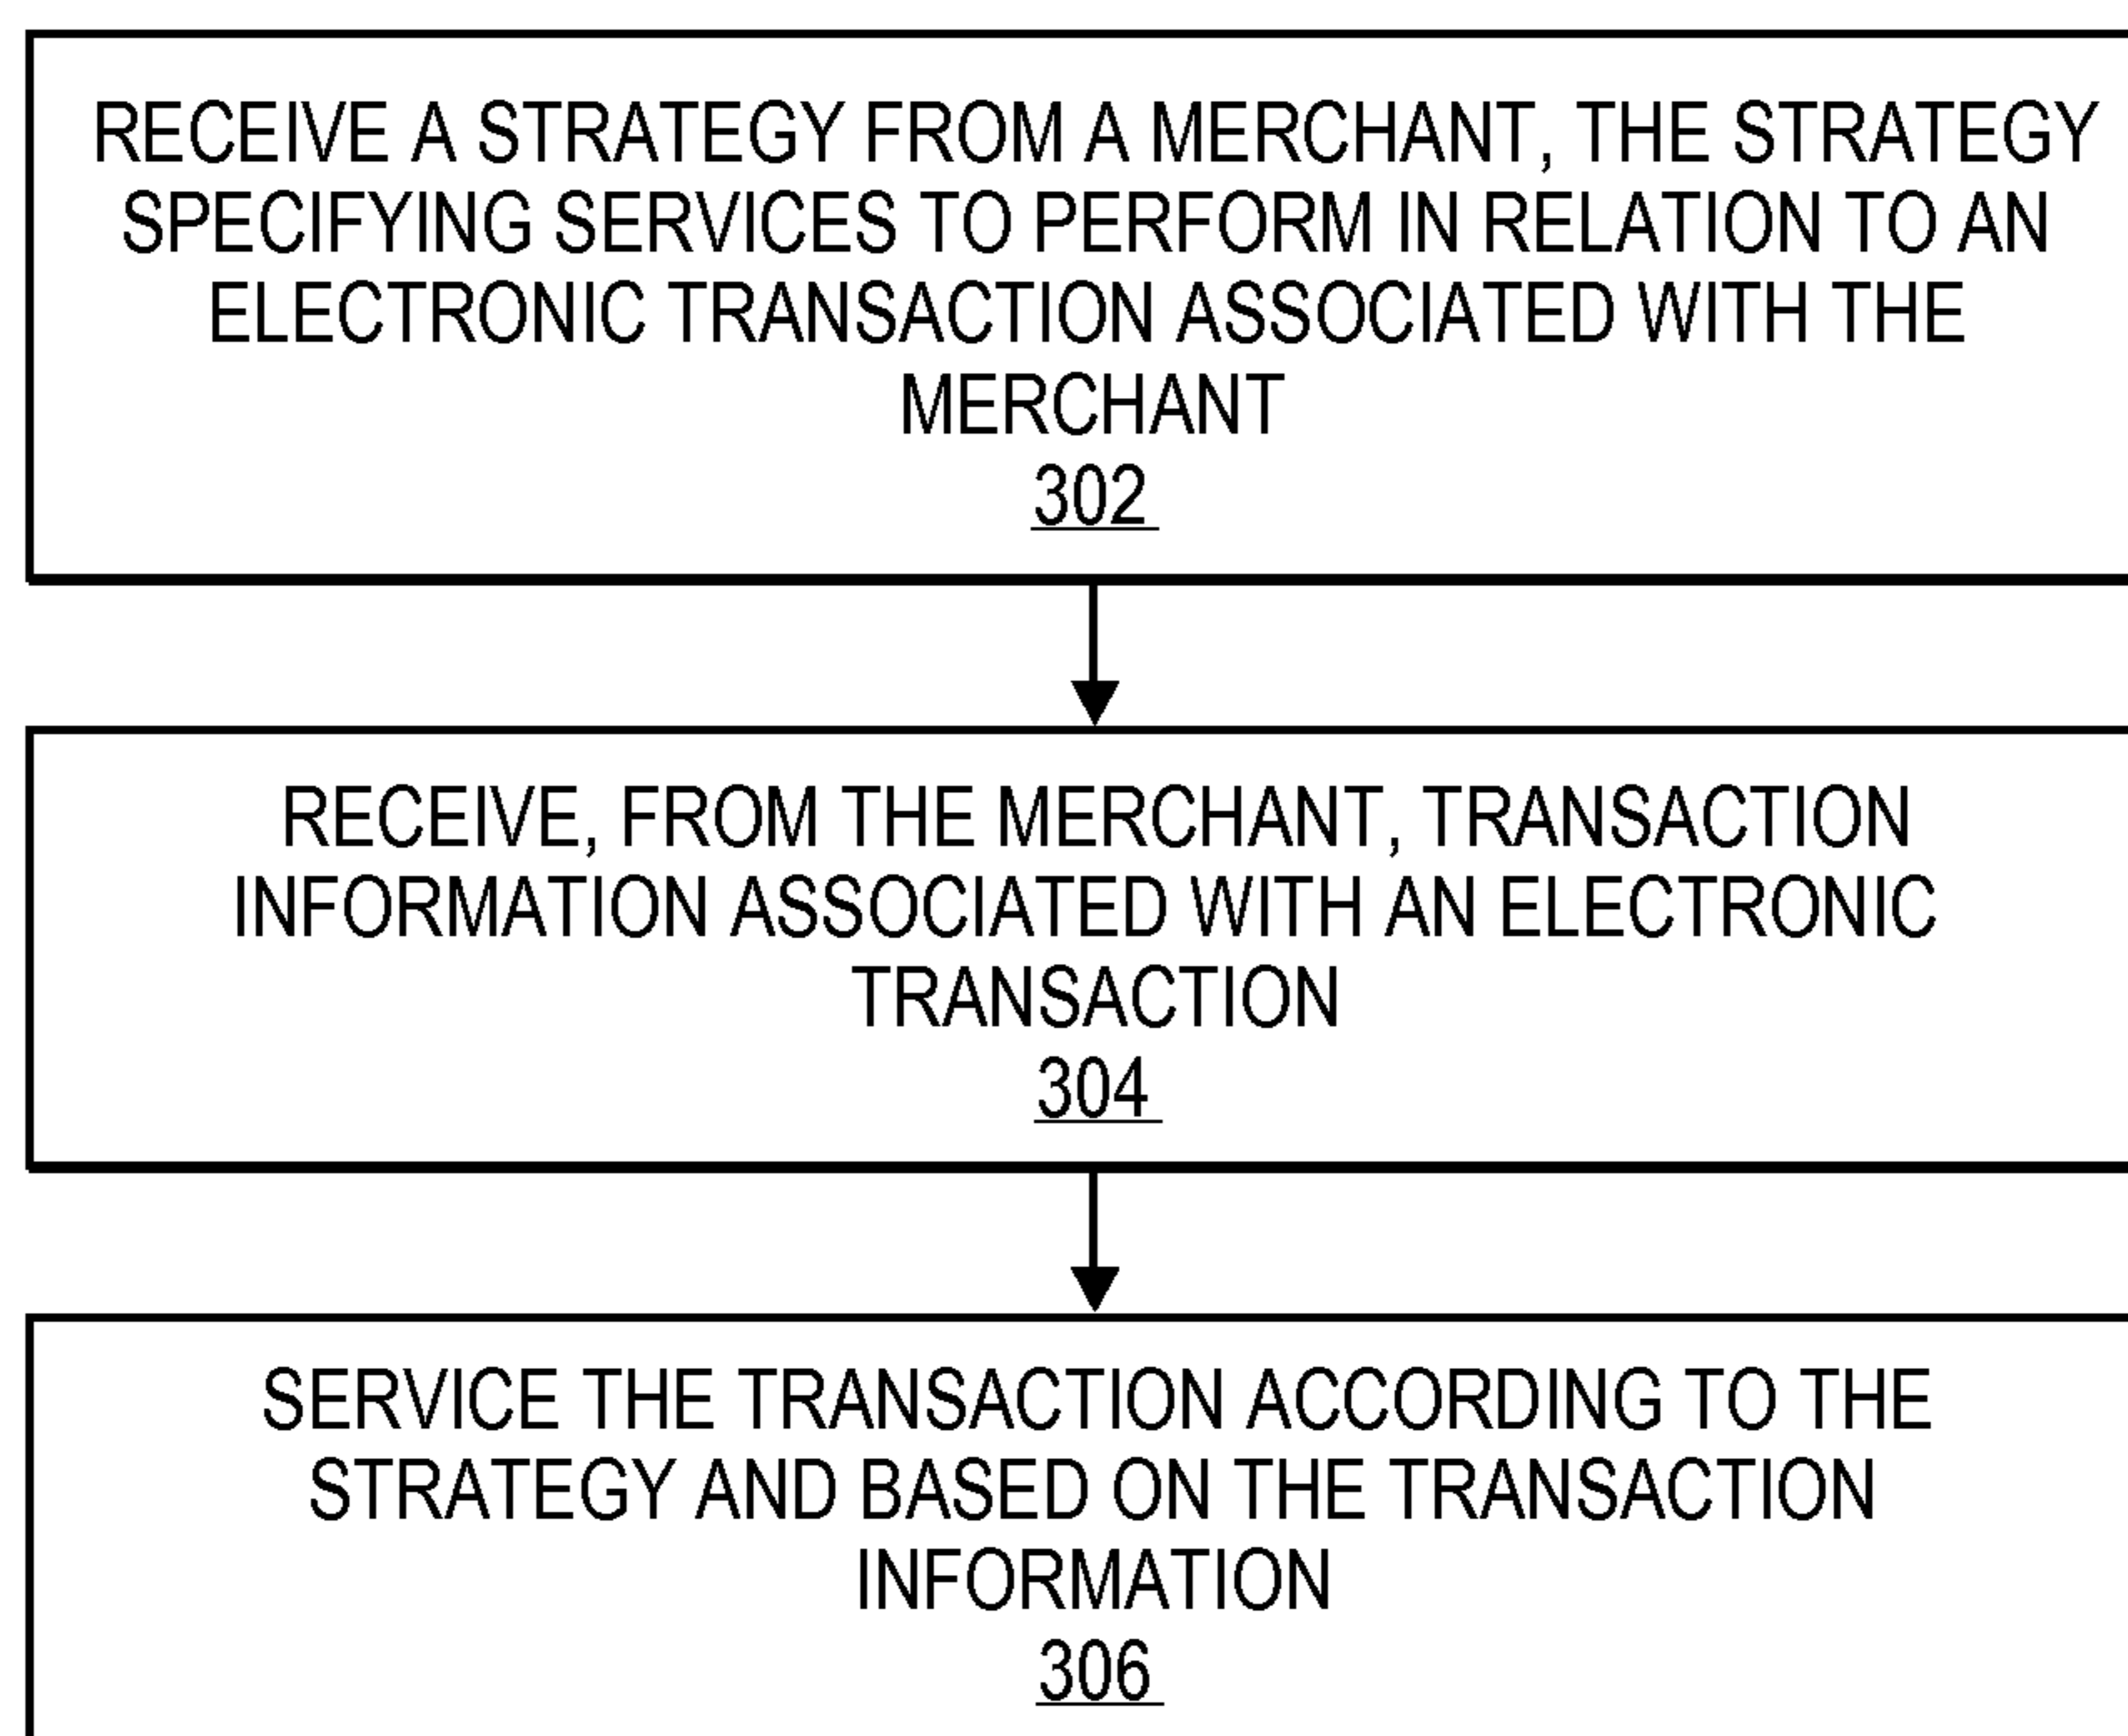 RECEIVE A STRATEGY FROM A MERCHANT, THE STRATEGY
SPECIFYING SERVICES TO PERFORM IN RELATION TO AN
ELECTRONIC TRANSACTION ASSOCIATED WITH THE
MERCHANT
302
RECEIVE, FROM THE MERCHANT, TRANSACTION
INFORMATION ASSOCIATED WITH AN ELECTRONIC
TRANSACTION
304
SERVICE THE TRANSACTION ACCORDING TO THE
STRATEGY AND BASED ON THE TRANSACTION
INFORMATION
306